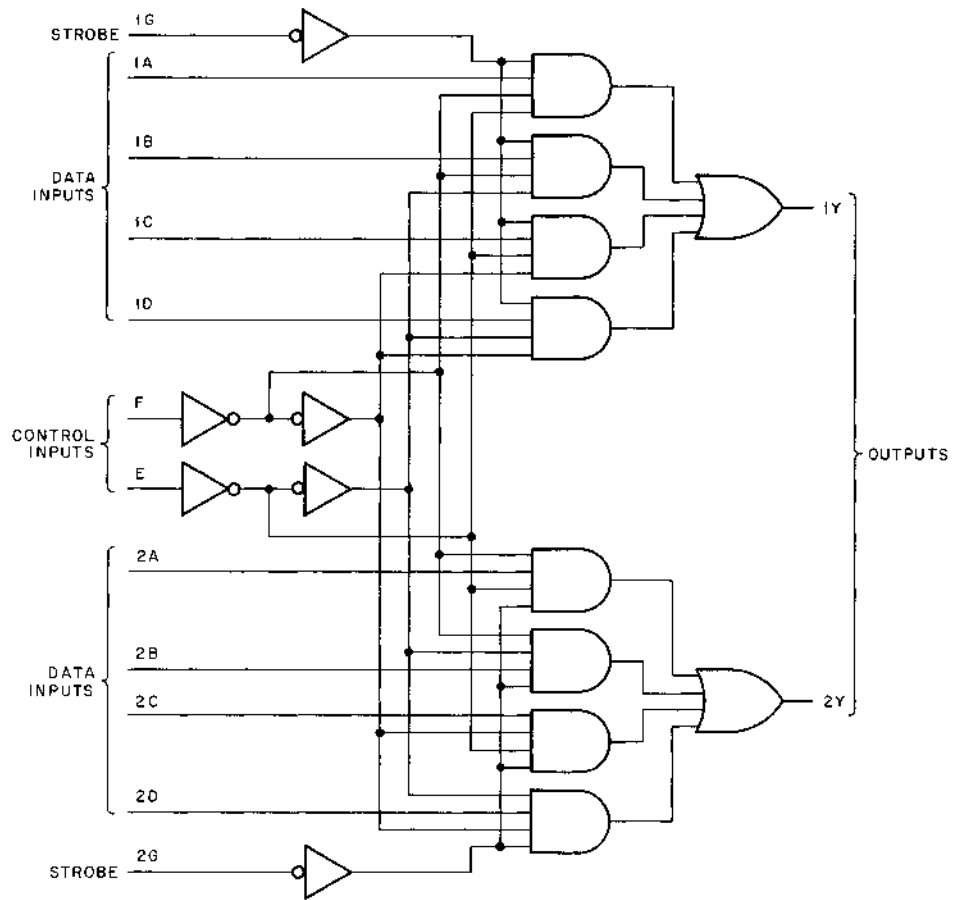 STROBE 1G
1A
1B
DATA
INPUTS
1C
1D
1Y
F
CONTROL
INPUTS
E
OUTPUTS
2A
2B
DATA
INPUTS
2C
2Y
2D
STROBE 2G